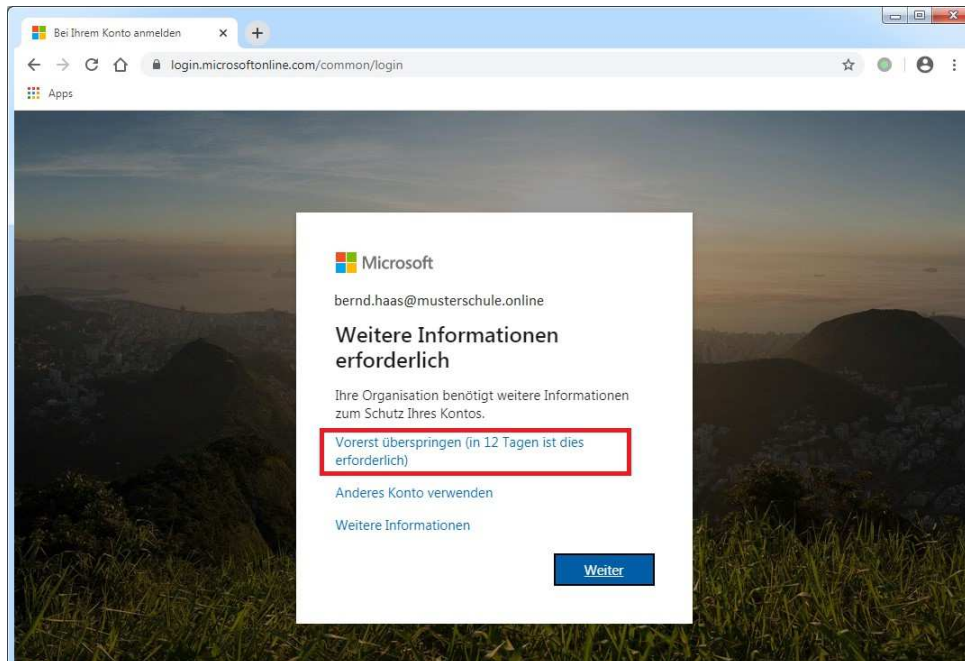 Bei Ihrem Konto anmelden
login.microsoftonline.com/common/login
Apps
Microsoft
bernd.haas@musterschule.online
Weitere Informationen
erforderlich
Ihre Organisation benötigt weitere Informationen
zum Schutz Ihres Kontos.
Vorerst überspringen (in 12 Tagen ist dies
erforderlich)
Anderes Konto verwenden
Weitere Informationen
Weiter